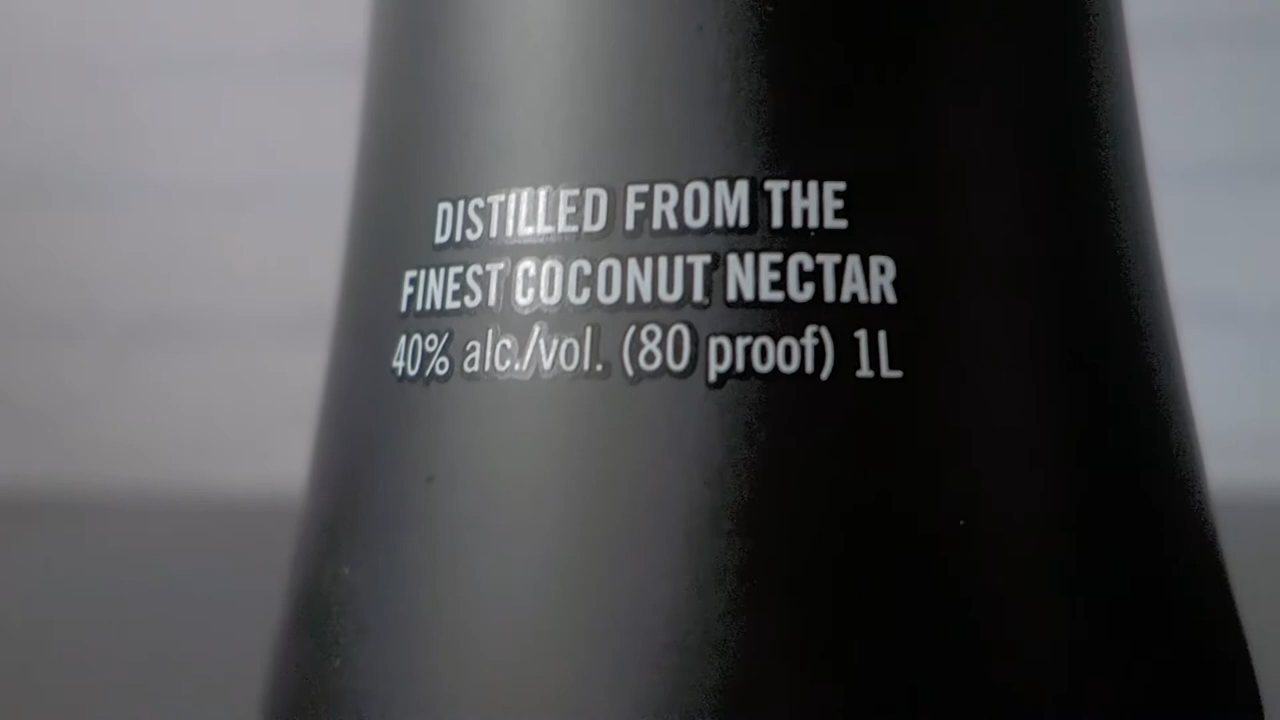 DISTILLED FROM THE
FINEST COCONUT NECTAR
40% alc./vol. (80 proof) 1L